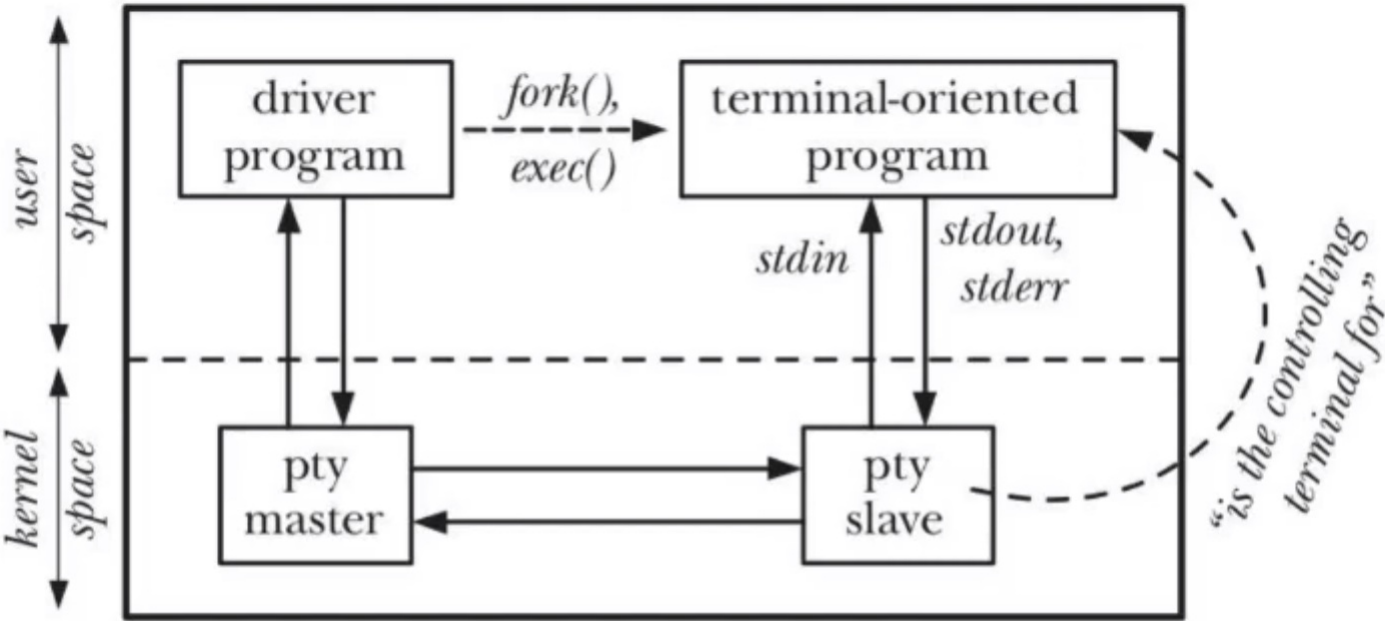 user
space
kernel
space
driver
program
fork(),
exec()
terminal-oriented
program
stdin
stdout,
stderr
pty
master
pty
slave
“is the controlling
terminal for”